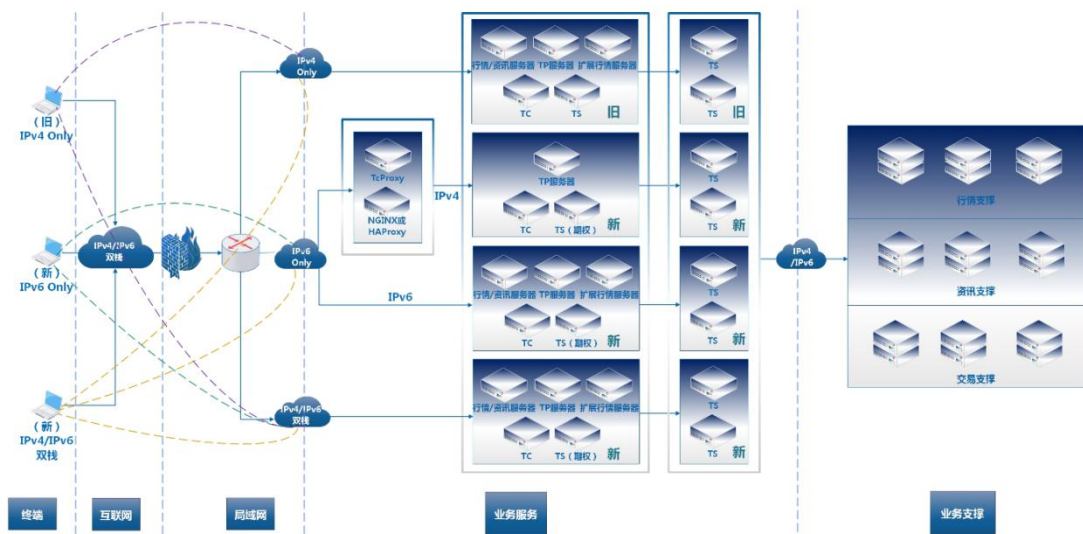 （旧）
IPv4 Only
（新）
IPv6 Only
（新）
IPv4/IPv6
双栈
IPv4/IPv6
双栈
IPv4
Only
IPv6
Only
IPv4/IPv6
双栈
TcProxy
NGINX或
HAProxy
IPv4
IPv6
行情/资讯服务器 TP服务器 扩展行情服务器
TC TS 旧
TP服务器
TC TS（期权） 新
行情/资讯服务器 TP服务器 扩展行情服务器
TC TS（期权） 新
行情/资讯服务器 TP服务器 扩展行情服务器
TC TS（期权） 新
TS
TS 旧
TS
TS 新
TS
TS 新
TS
TS 新
IPv4
/IPv6
行情支撑
资讯支撑
交易支撑
终端
互联网
局域网
业务服务
业务支撑